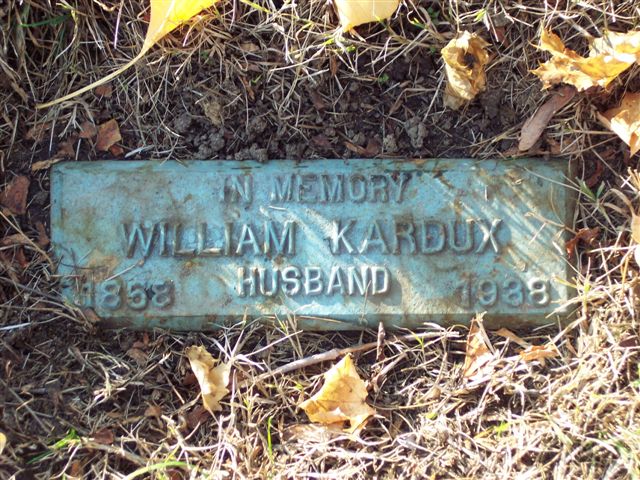 IN MEMORY
WILLIAM KARDUX
HUSBAND
1858 1938